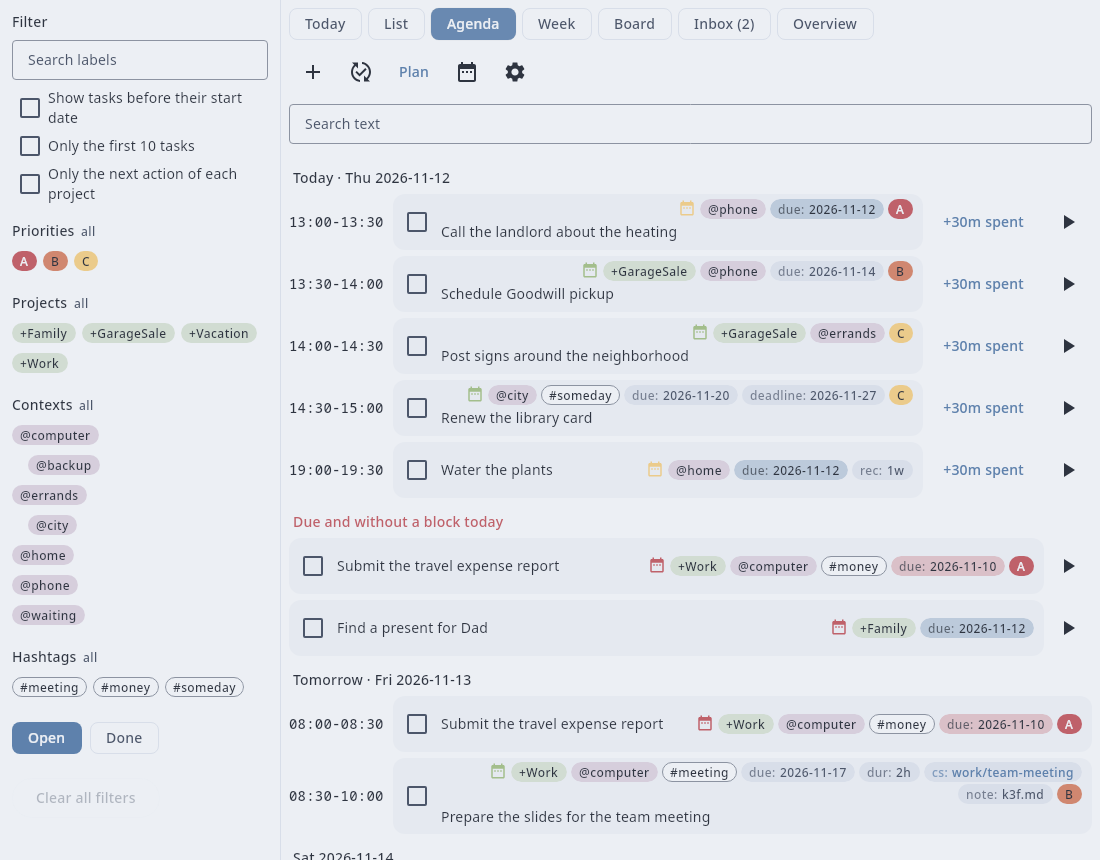 Filter
Search labels
Show tasks before their start
date
Only the first 10 tasks
Only the next action of each
project
Priorities all
A B C
Projects all
+Family +GarageSale +Vacation
+Work
Contexts all
@computer
@backup
@errands
@city
@home
@phone
@waiting
Hashtags all
#meeting #money #someday
Open Done
Clear all filters
Today List Agenda Week Board Inbox (2) Overview
Plan
Search text
Today · Thu 2026-11-12
13:00-13:30 @phone due: 2026-11-12 A
Call the landlord about the heating
+30m spent
13:30-14:00 +GarageSale @phone due: 2026-11-14 B
Schedule Goodwill pickup
+30m spent
14:00-14:30 +GarageSale @errands C
Post signs around the neighborhood
+30m spent
14:30-15:00 @city #someday due: 2026-11-20 deadline: 2026-11-27 C
Renew the library card
+30m spent
19:00-19:30 Water the plants @home due: 2026-11-12 rec: 1w +30m spent
Due and without a block today
Submit the travel expense report +Work @computer #money due: 2026-11-10 A
Find a present for Dad +Family due: 2026-11-12
Tomorrow · Fri 2026-11-13
08:00-08:30 Submit the travel expense report +Work @computer #money due: 2026-11-10 A
08:30-10:00 +Work @computer #meeting due: 2026-11-17 dur: 2h cs: work/team-meeting
note: k3f.md B
Prepare the slides for the team meeting
Sat 2026-11-14